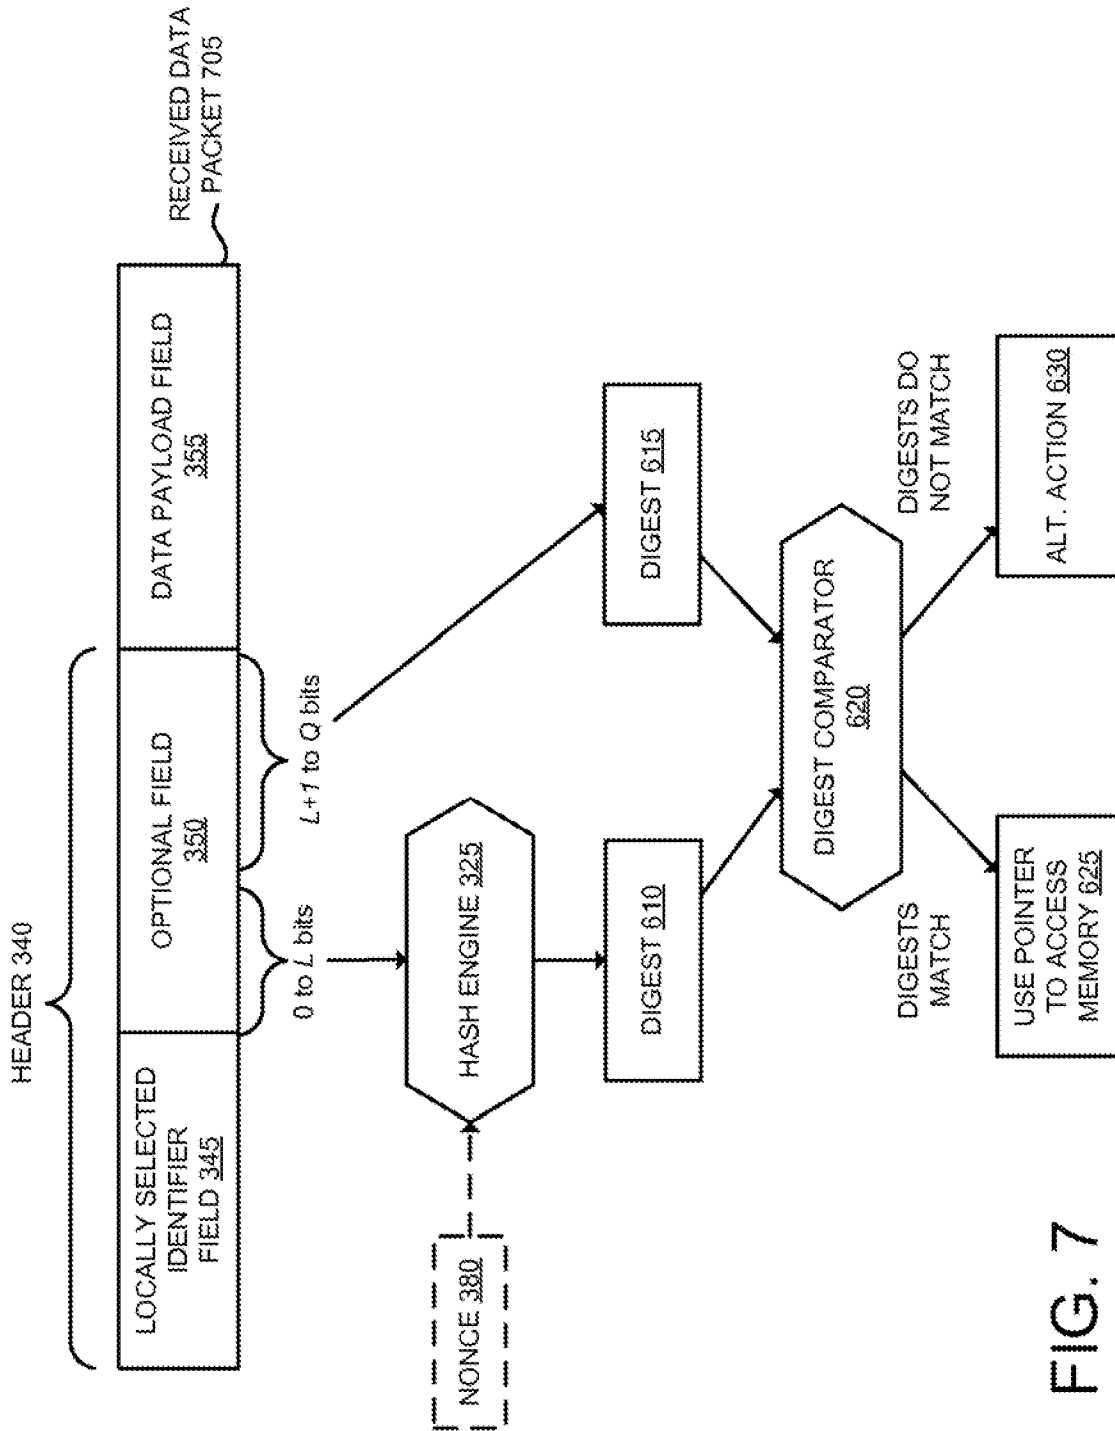 HEADER 340
LOCALLY SELECTED
IDENTIFIER
FIELD 345
OPTIONAL FIELD
350
DATA PAYLOAD FIELD
355
RECEIVED DATA
PACKET 705
0 to L bits
L+1 to Q bits
NONCE 380
HASH ENGINE 325
DIGEST 610
DIGEST 615
DIGEST COMPARATOR
620
DIGESTS
MATCH
DIGESTS DO
NOT MATCH
USE POINTER
TO ACCESS
MEMORY 625
ALT. ACTION 630
FIG. 7